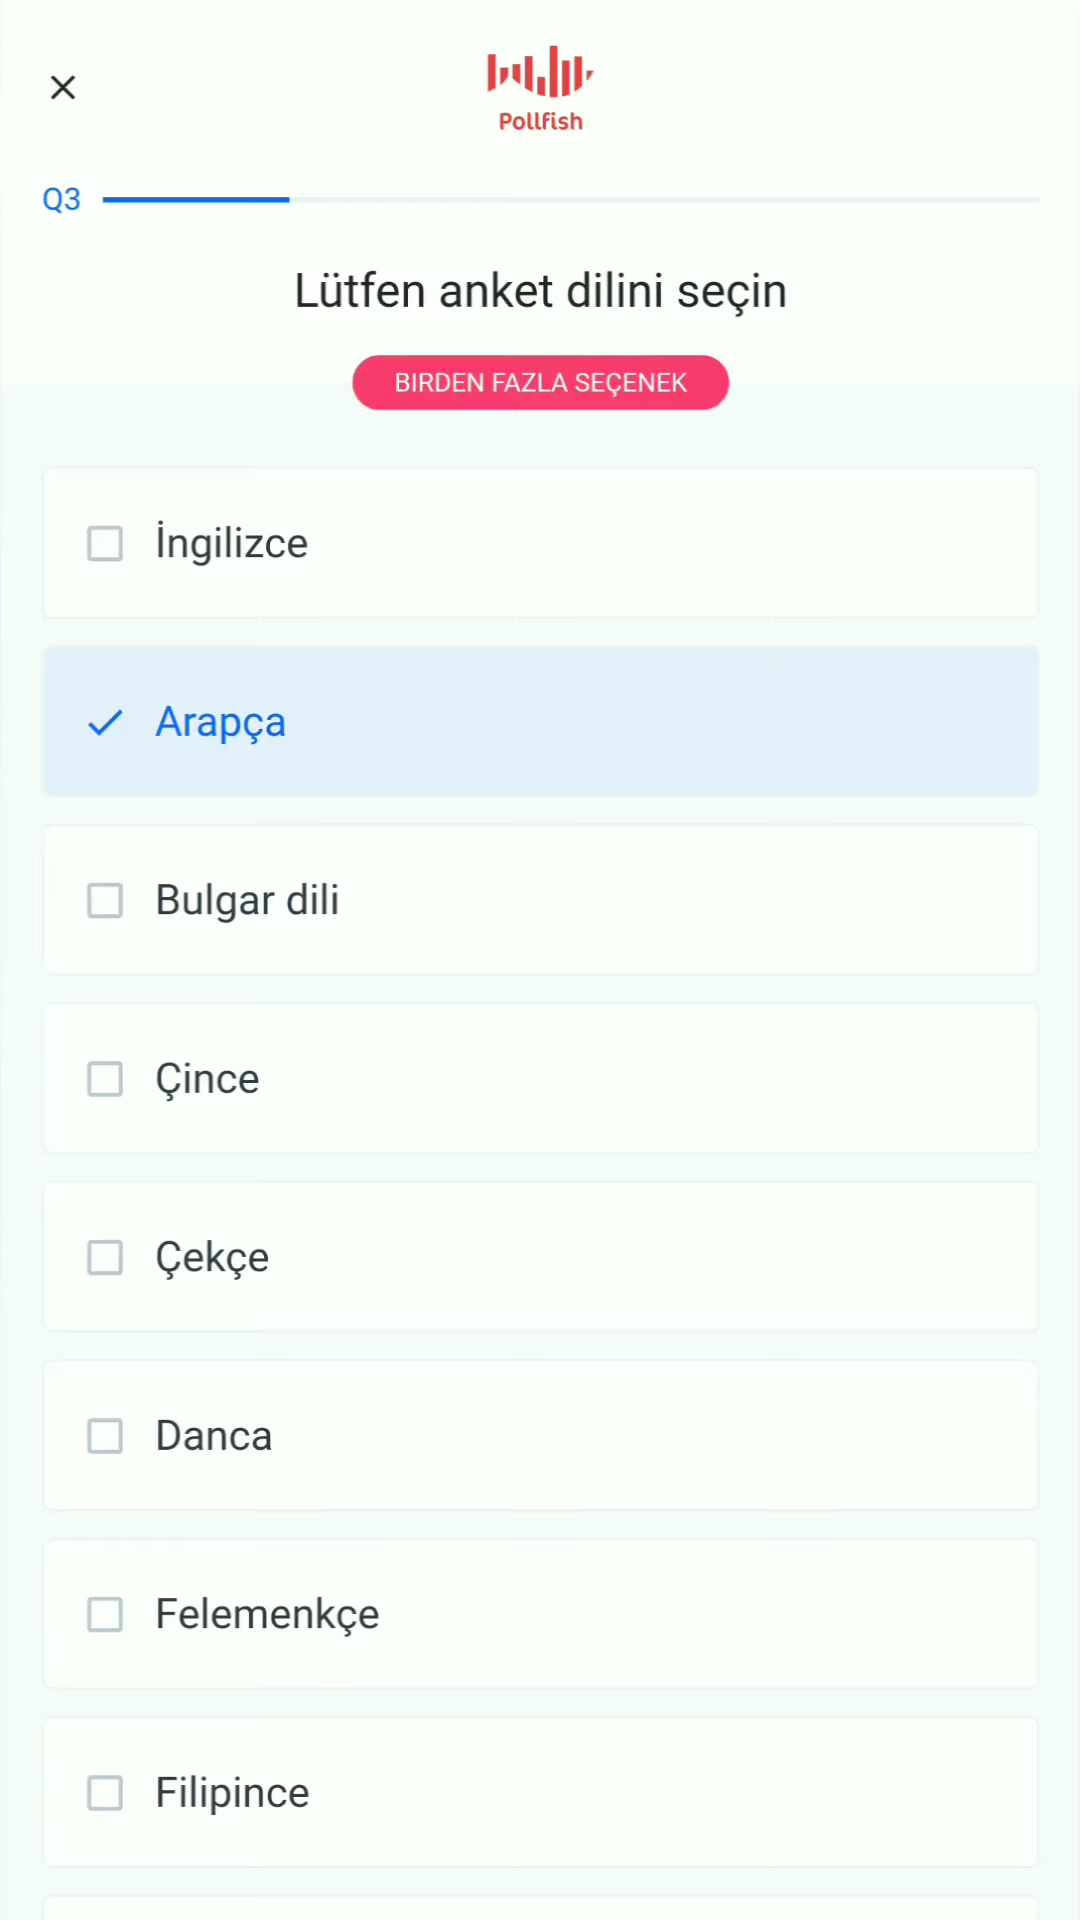 Pollfish
Q3
Lütfen anket dilini seçin
BIRDEN FAZLA SEÇENEK
İngilizce
Arapça
Bulgar dili
Çince
Çekçe
Danca
Felemenkçe
Filipince